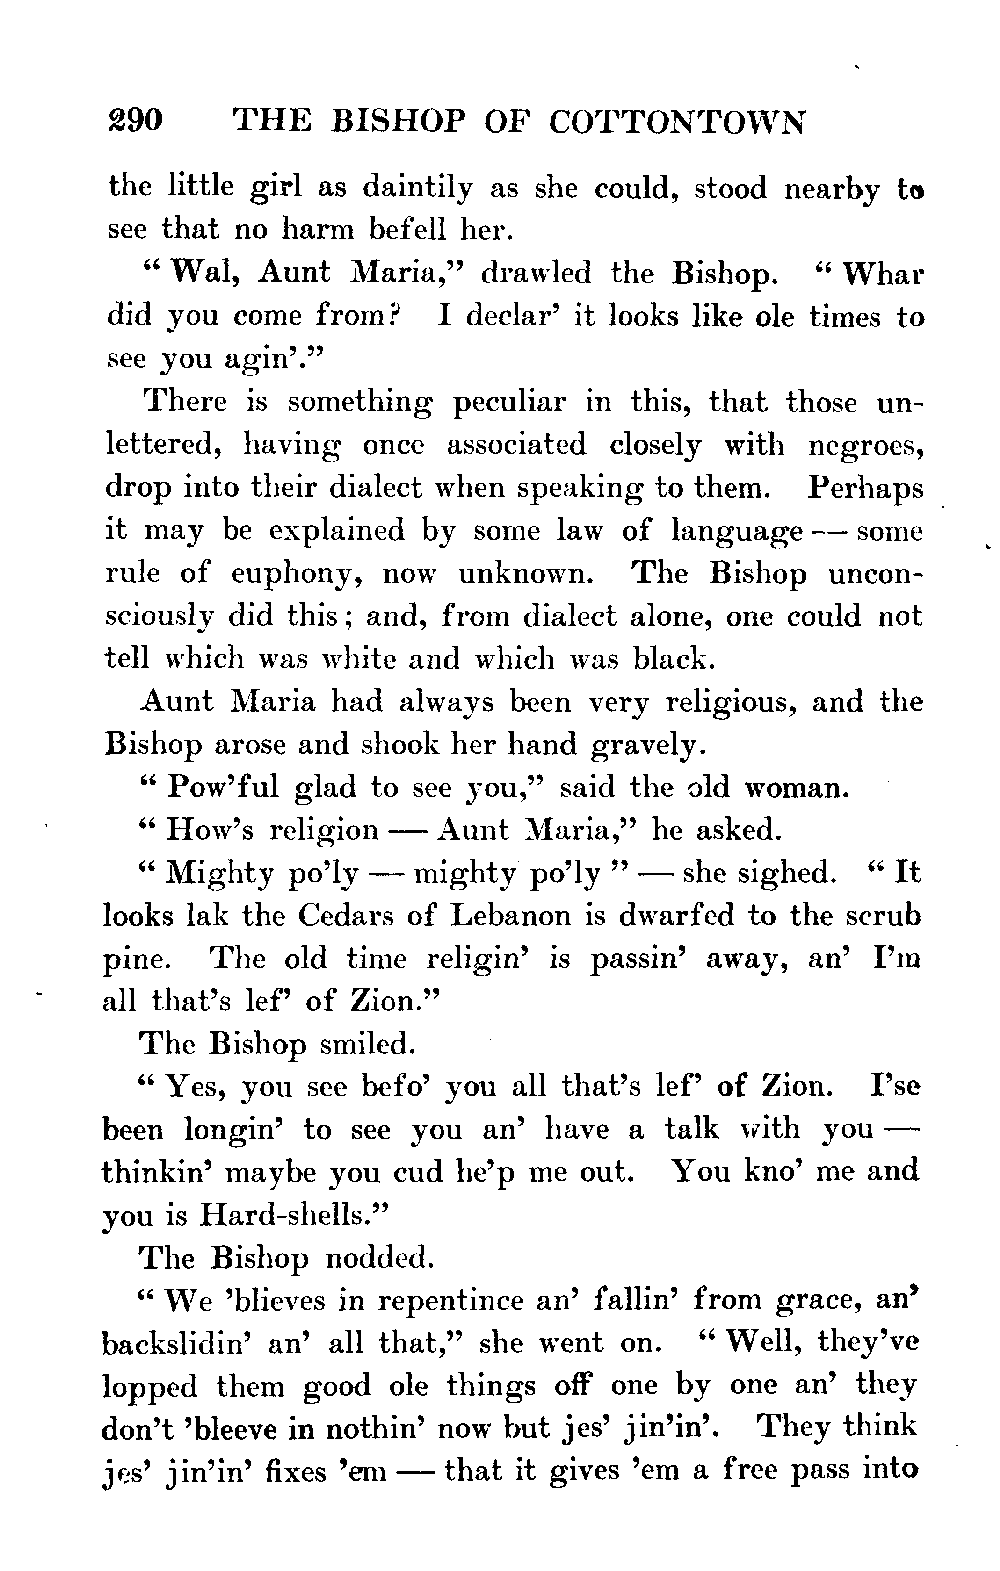 290 THE BISHOP OF COTTONTOWN
the little girl as daintily as she could, stood nearby to
see that no harm befell her.
“ Wal, Aunt Maria,” drawled the Bishop. “ Whar
did you come from? I declar’ it looks like ole times to
see you agin’.”
There is something peculiar in this, that those un-
lettered, having once associated closely with negroes,
drop into their dialect when speaking to them. Perhaps
it may be explained by some law of language — some
rule of euphony, now unknown. The Bishop uncon-
sciously did this; and, from dialect alone, one could not
tell which was white and which was black.
Aunt Maria had always been very religious, and the
Bishop arose and shook her hand gravely.
“ Pow’ful glad to see you,” said the old woman.
“ How’s religion — Aunt Maria,” he asked.
“ Mighty po’ly — mighty po’ly ” — she sighed. “ It
looks lak the Cedars of Lebanon is dwarfed to the scrub
pine. The old time religin’ is passin’ away, an’ I’m
all that’s lef’ of Zion.”
The Bishop smiled.
“ Yes, you see befo’ you all that’s lef’ of Zion. I’se
been longin’ to see you an’ have a talk with you —
thinkin’ maybe you cud he’p me out. You kno’ me and
you is Hard-shells.”
The Bishop nodded.
“ We ’blieves in repentince an’ fallin’ from grace, an’
backslidin’ an’ all that,” she went on. “ Well, they’ve
lopped them good ole things off one by one an’ they
don’t ’bleeve in nothin’ now but jes’ jin’in’. They think
jes’ jin’in’ fixes ’em — that it gives ’em a free pass into